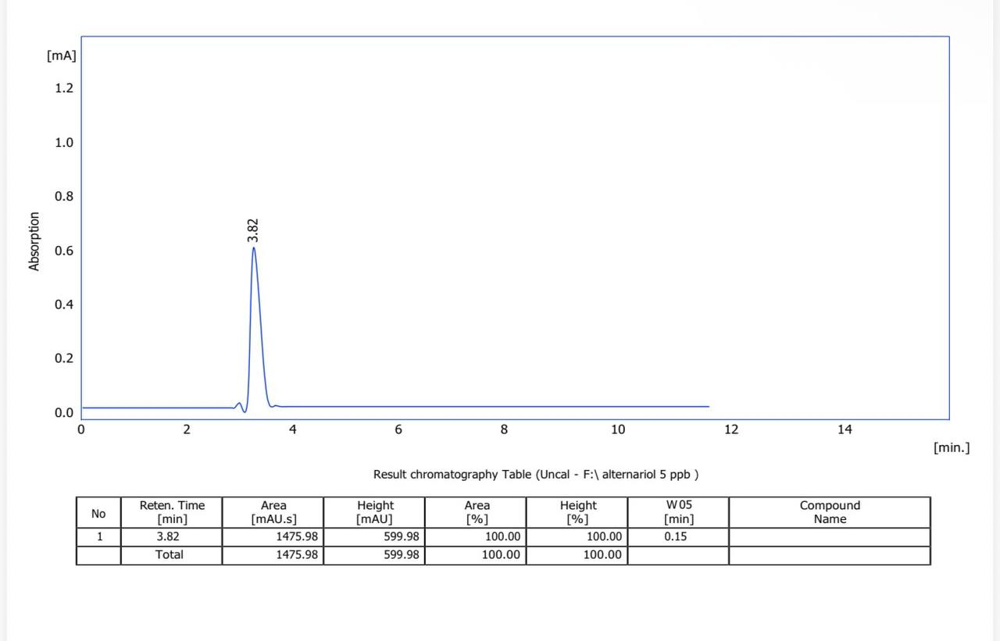 [mA]
1.2
1.0
0.8
0.6
0.4
0.2
0.0
Absorption
3.82
0 2 4 6 8 10 12 14
[min.]
Result chromatography Table (Uncal - F:\ alternariol 5 ppb )
No Reten. Time [min] Area [mAU.s] Height [mAU] Area [%] Height [%] W05 [min] Compound Name
1 3.82 1475.98 599.98 100.00 100.00 0.15
Total 1475.98 599.98 100.00 100.00